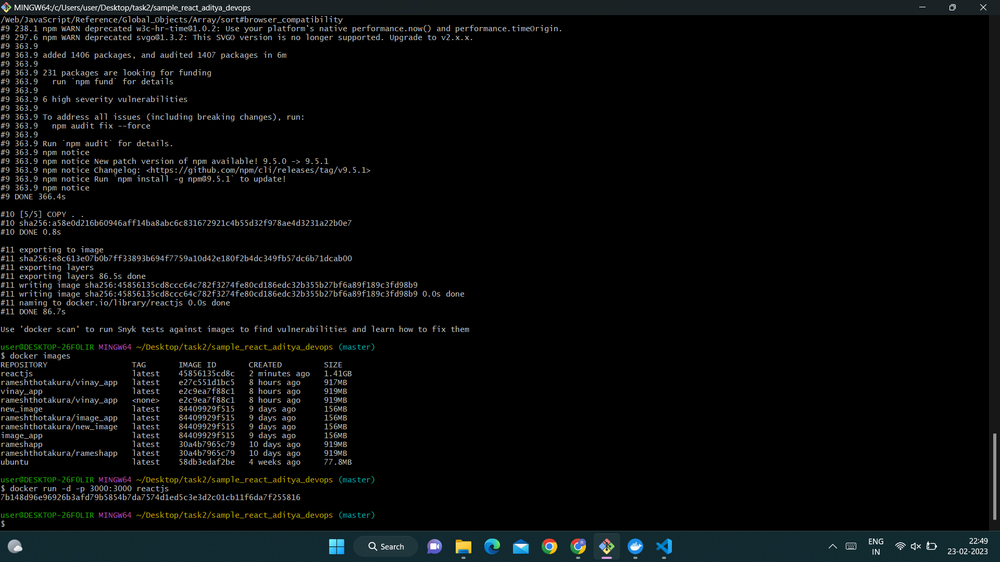 MINGW64:/c/Users/user/Desktop/task2/sample_react_aditya_devops
/Web/JavaScript/Reference/Global_Objects/Array/sort#browser_compatibility
#9 238.1 npm WARN deprecated w3c-hr-time@1.0.2: Use your platform's native performance.now() and performance.timeOrigin.
#9 297.6 npm WARN deprecated svgo@1.3.2: This SVGO version is no longer supported. Upgrade to v2.x.x.
#9 363.9
#9 363.9 added 1406 packages, and audited 1407 packages in 6m
#9 363.9
#9 363.9 231 packages are looking for funding
#9 363.9   run `npm fund` for details
#9 363.9
#9 363.9 6 high severity vulnerabilities
#9 363.9
#9 363.9 To address all issues (including breaking changes), run:
#9 363.9   npm audit fix --force
#9 363.9
#9 363.9 Run `npm audit` for details.
#9 363.9 npm notice
#9 363.9 npm notice New patch version of npm available! 9.5.0 -> 9.5.1
#9 363.9 npm notice Changelog: <https://github.com/npm/cli/releases/tag/v9.5.1>
#9 363.9 npm notice Run `npm install -g npm@9.5.1` to update!
#9 363.9 npm notice
#9 DONE 366.4s
#10 [5/5] COPY . .
#10 sha256:a58e0d216b60946aff14ba8abc6c831672921c4b55d32f978ae4d3231a22b0e7
#10 DONE 0.8s
#11 exporting to image
#11 sha256:e8c613e07b0b7ff33893b694f7759a10d42e180f2b4dc349fb57dc6b71dcab00
#11 exporting layers
#11 exporting layers 86.5s done
#11 writing image sha256:45856135cd8ccc64c782f3274fe80cd186edc32b355b27bf6a89f189c3fd98b9
#11 writing image sha256:45856135cd8ccc64c782f3274fe80cd186edc32b355b27bf6a89f189c3fd98b9 0.0s done
#11 naming to docker.io/library/reactjs 0.0s done
#11 DONE 86.7s
Use 'docker scan' to run Snyk tests against images to find vulnerabilities and learn how to fix them
user@DESKTOP-26FOLIR MINGW64 ~/Desktop/task2/sample_react_aditya_devops (master)
$ docker images
REPOSITORY TAG IMAGE ID CREATED SIZE
reactjs latest 45856135cd8c 2 minutes ago 1.41GB
rameshthotakura/vinay_app latest e27c551d1bc5 8 hours ago 917MB
vinay_app latest e2c9ea7f88c1 8 hours ago 919MB
rameshthotakura/vinay_app <none> e2c9ea7f88c1 8 hours ago 919MB
new_image latest 84409929f515 9 days ago 156MB
rameshthotakura/image_app latest 84409929f515 9 days ago 156MB
rameshthotakura/new_image latest 84409929f515 9 days ago 156MB
image_app latest 84409929f515 9 days ago 156MB
rameshapp latest 30a4b7965c79 10 days ago 919MB
rameshthotakura/rameshapp latest 30a4b7965c79 10 days ago 919MB
ubuntu latest 58db3edaf2be 4 weeks ago 77.8MB
user@DESKTOP-26FOLIR MINGW64 ~/Desktop/task2/sample_react_aditya_devops (master)
$ docker run -d -p 3000:3000 reactjs
7b148d96e96926b3afd79b5854b7da7574d1ed5c3e3d2c01cb11f6da7f255816
user@DESKTOP-26FOLIR MINGW64 ~/Desktop/task2/sample_react_aditya_devops (master)
$
Search
R
ENG
IN
22:49
23-02-2023